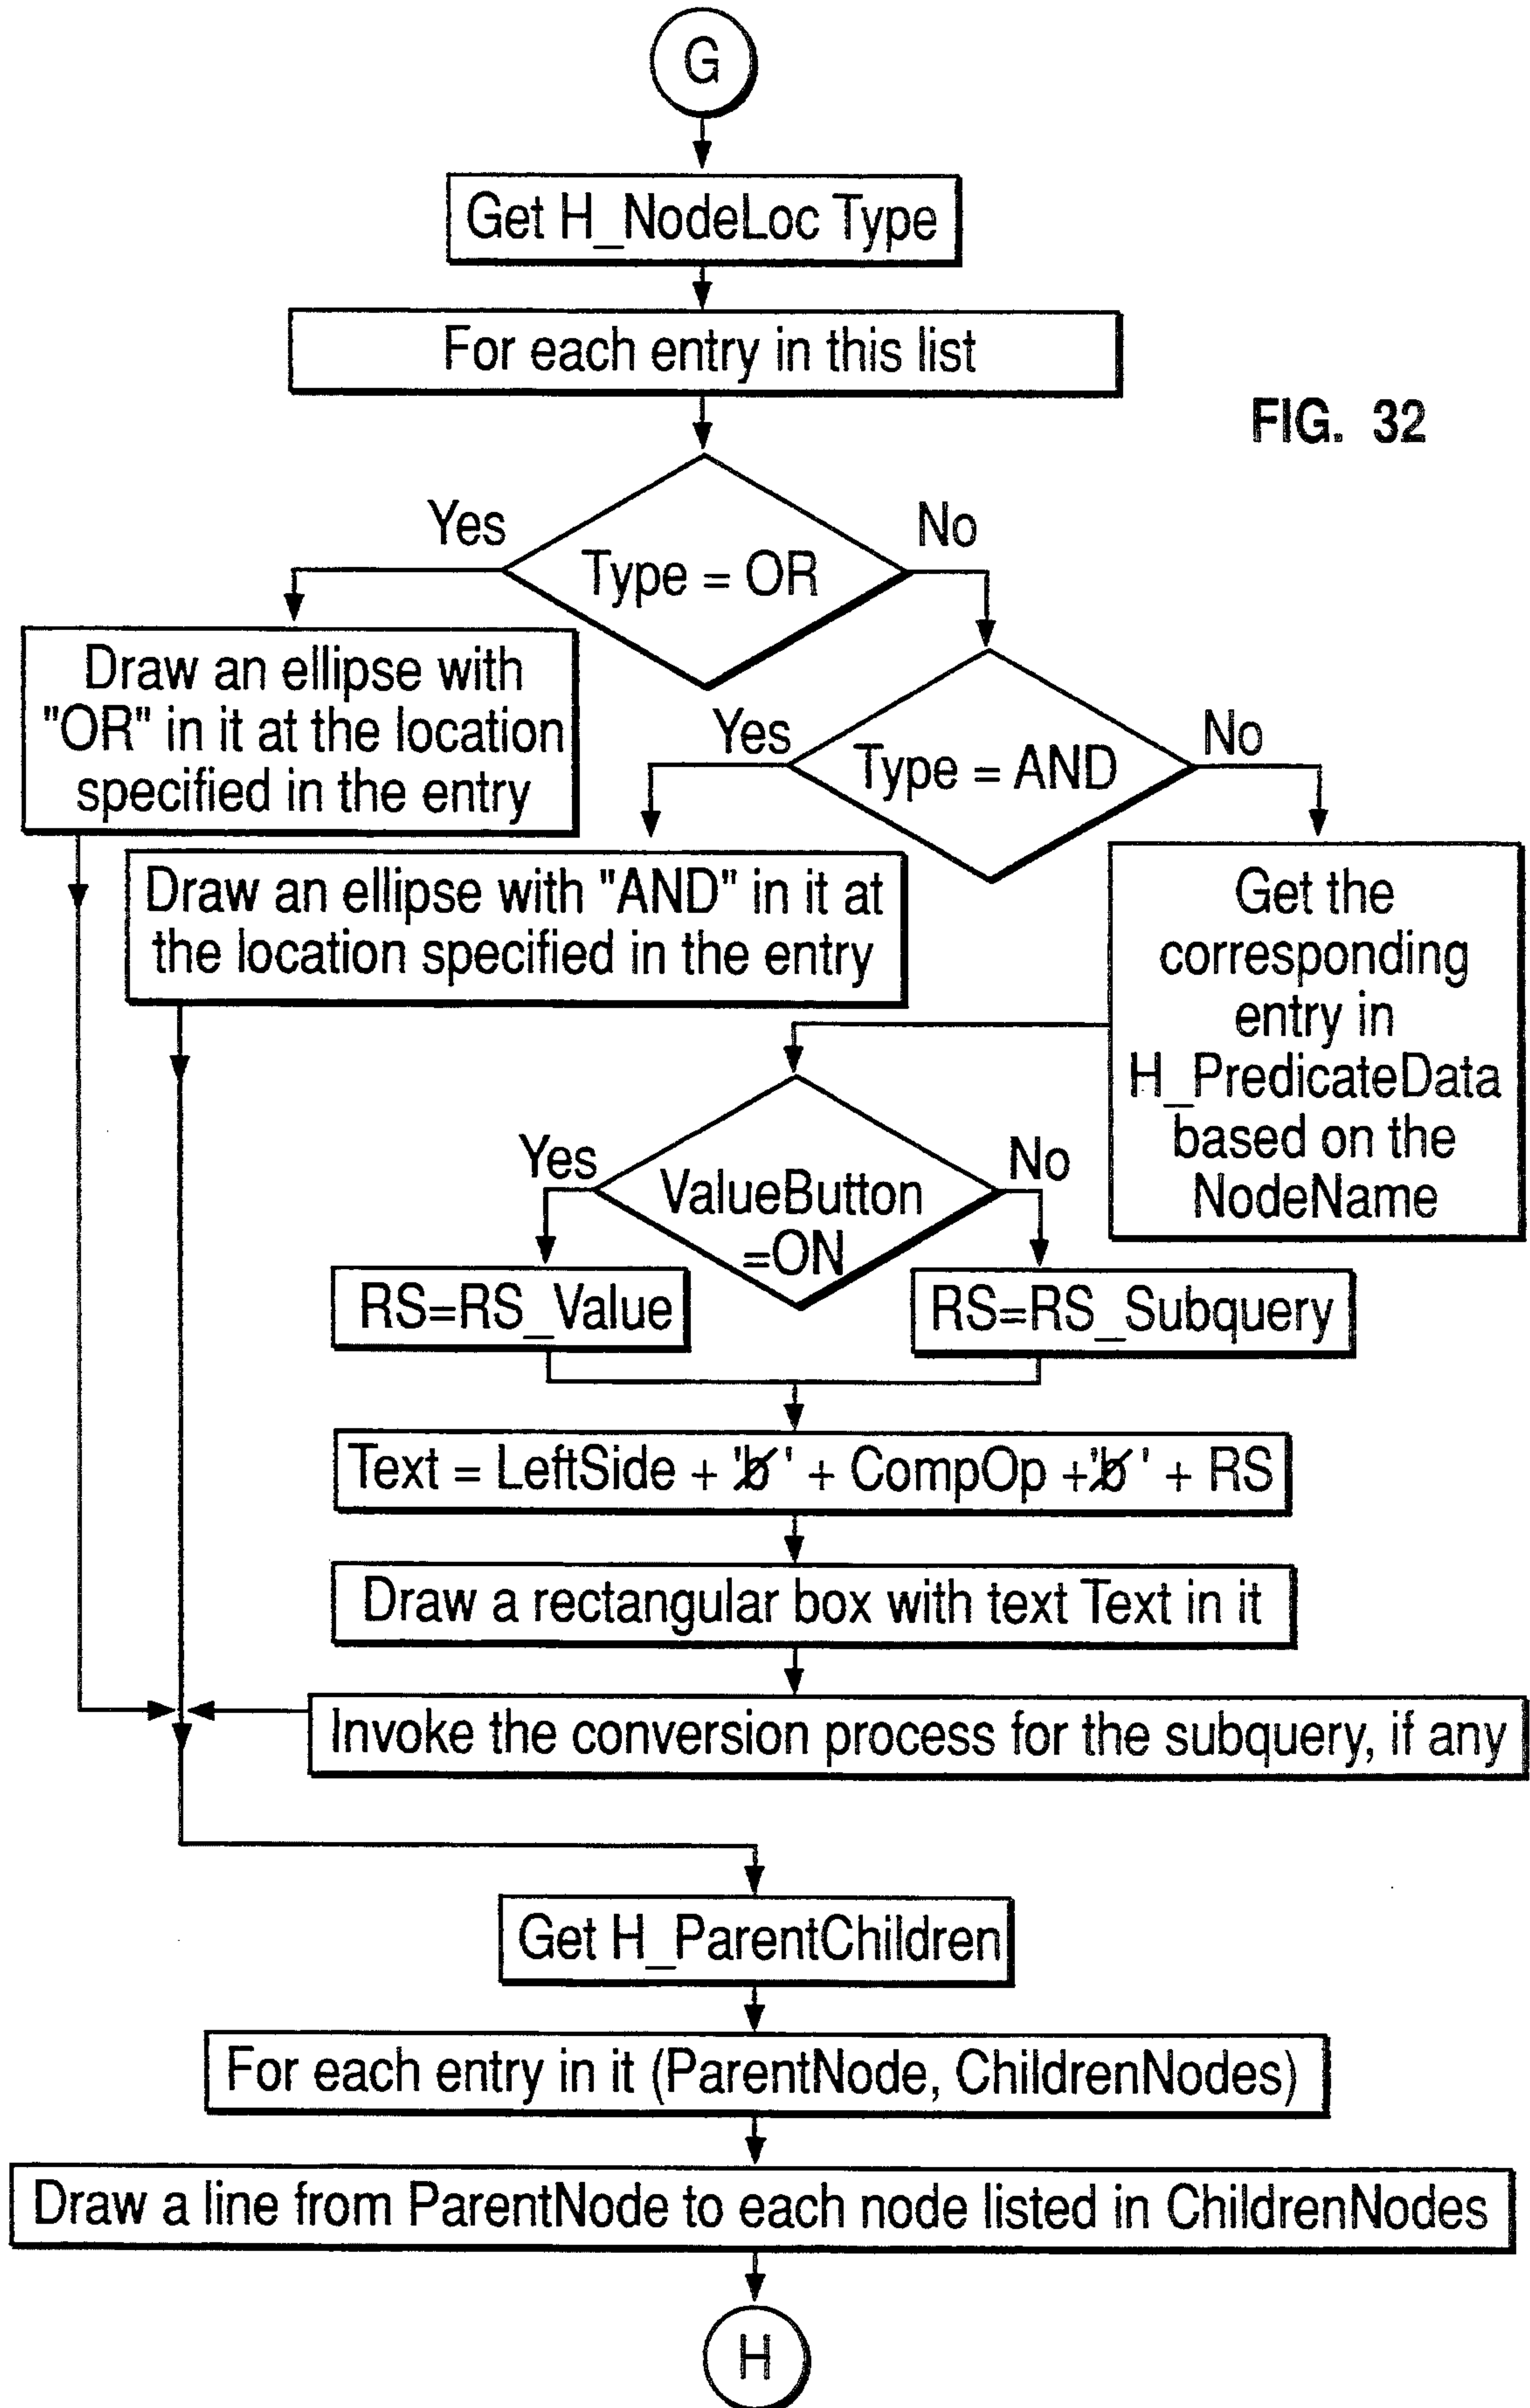 G
Get H_NodeLoc Type
For each entry in this list
FIG. 32
Yes
No
Type = OR
Draw an ellipse with
"OR" in it at the location
specified in the entry
Yes
No
Type = AND
Draw an ellipse with "AND" in it at
the location specified in the entry
Get the
corresponding
entry in
H_PredicateData
based on the
NodeName
Yes
No
ValueButton
=ON
RS=RS_Value
RS=RS_Subquery
Text = LeftSide + 'b̸' + CompOp +'b̸' + RS
Draw a rectangular box with text Text in it
Invoke the conversion process for the subquery, if any
Get H_ParentChildren
For each entry in it (ParentNode, ChildrenNodes)
Draw a line from ParentNode to each node listed in ChildrenNodes
H